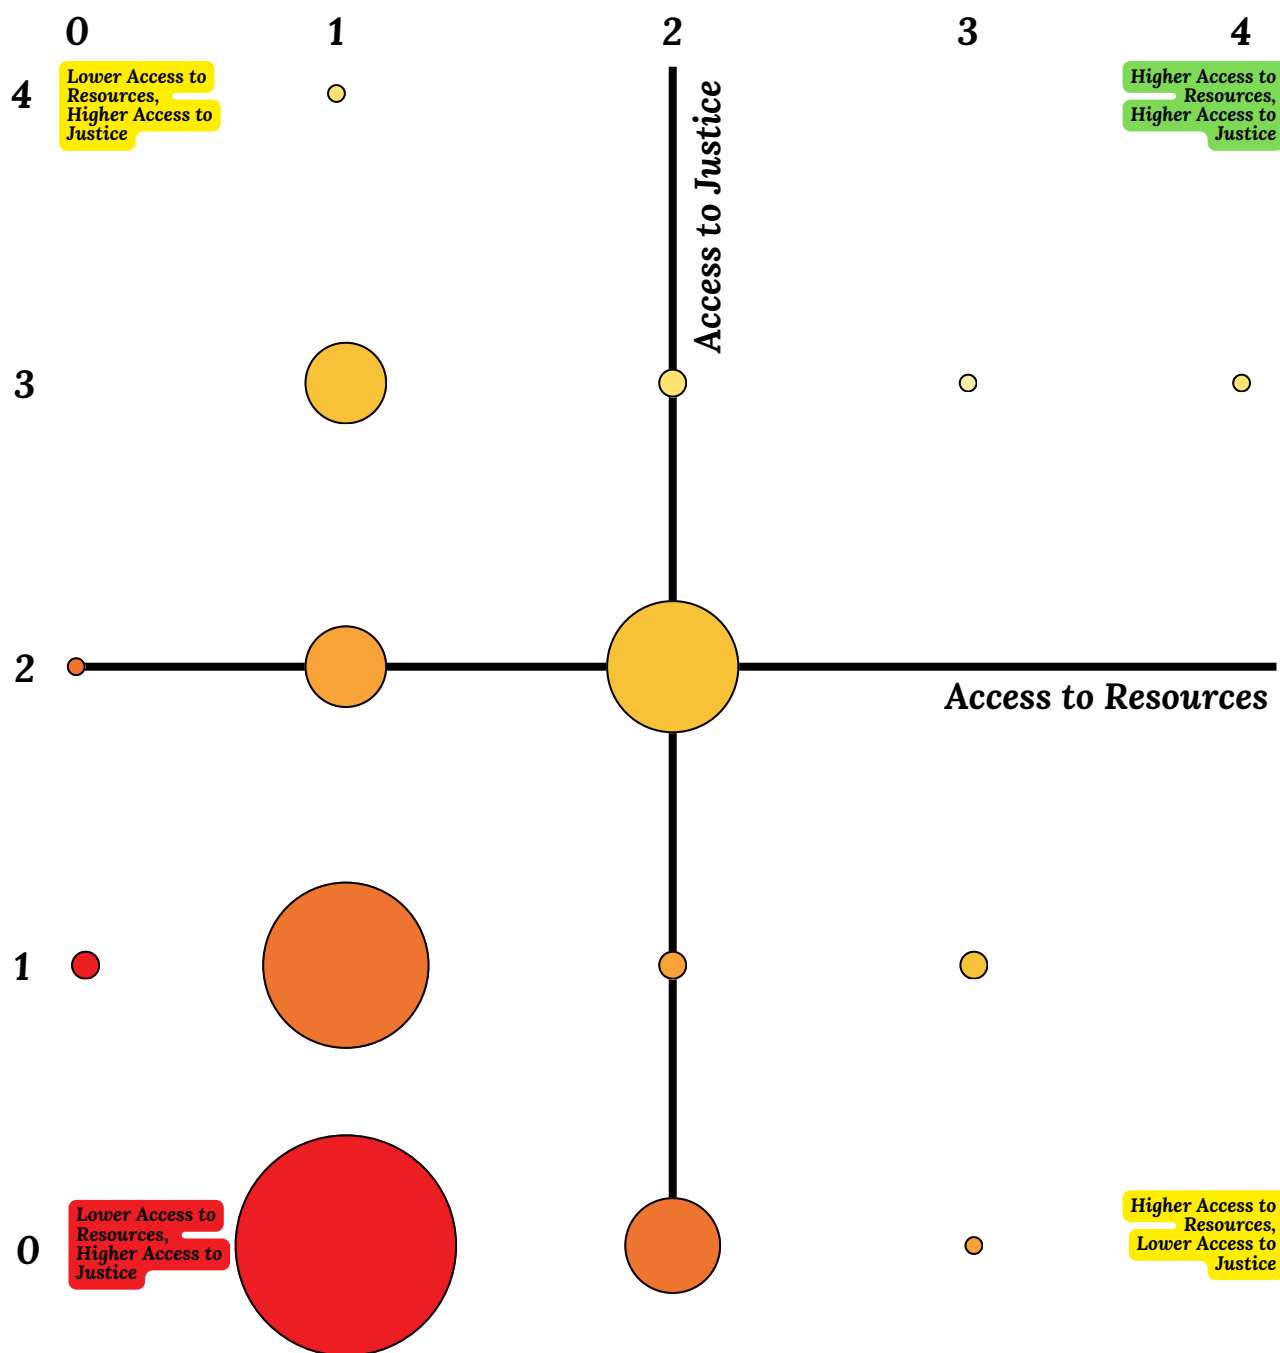 0 1 2 3 4
4
Lower Access to
Resources,
Higher Access to
Justice
Higher Access to
Resources,
Higher Access to
Justice
Access to Justice
3
2
Access to Resources
1
0
Lower Access to
Resources,
Higher Access to
Justice
Higher Access to
Resources,
Lower Access to
Justice